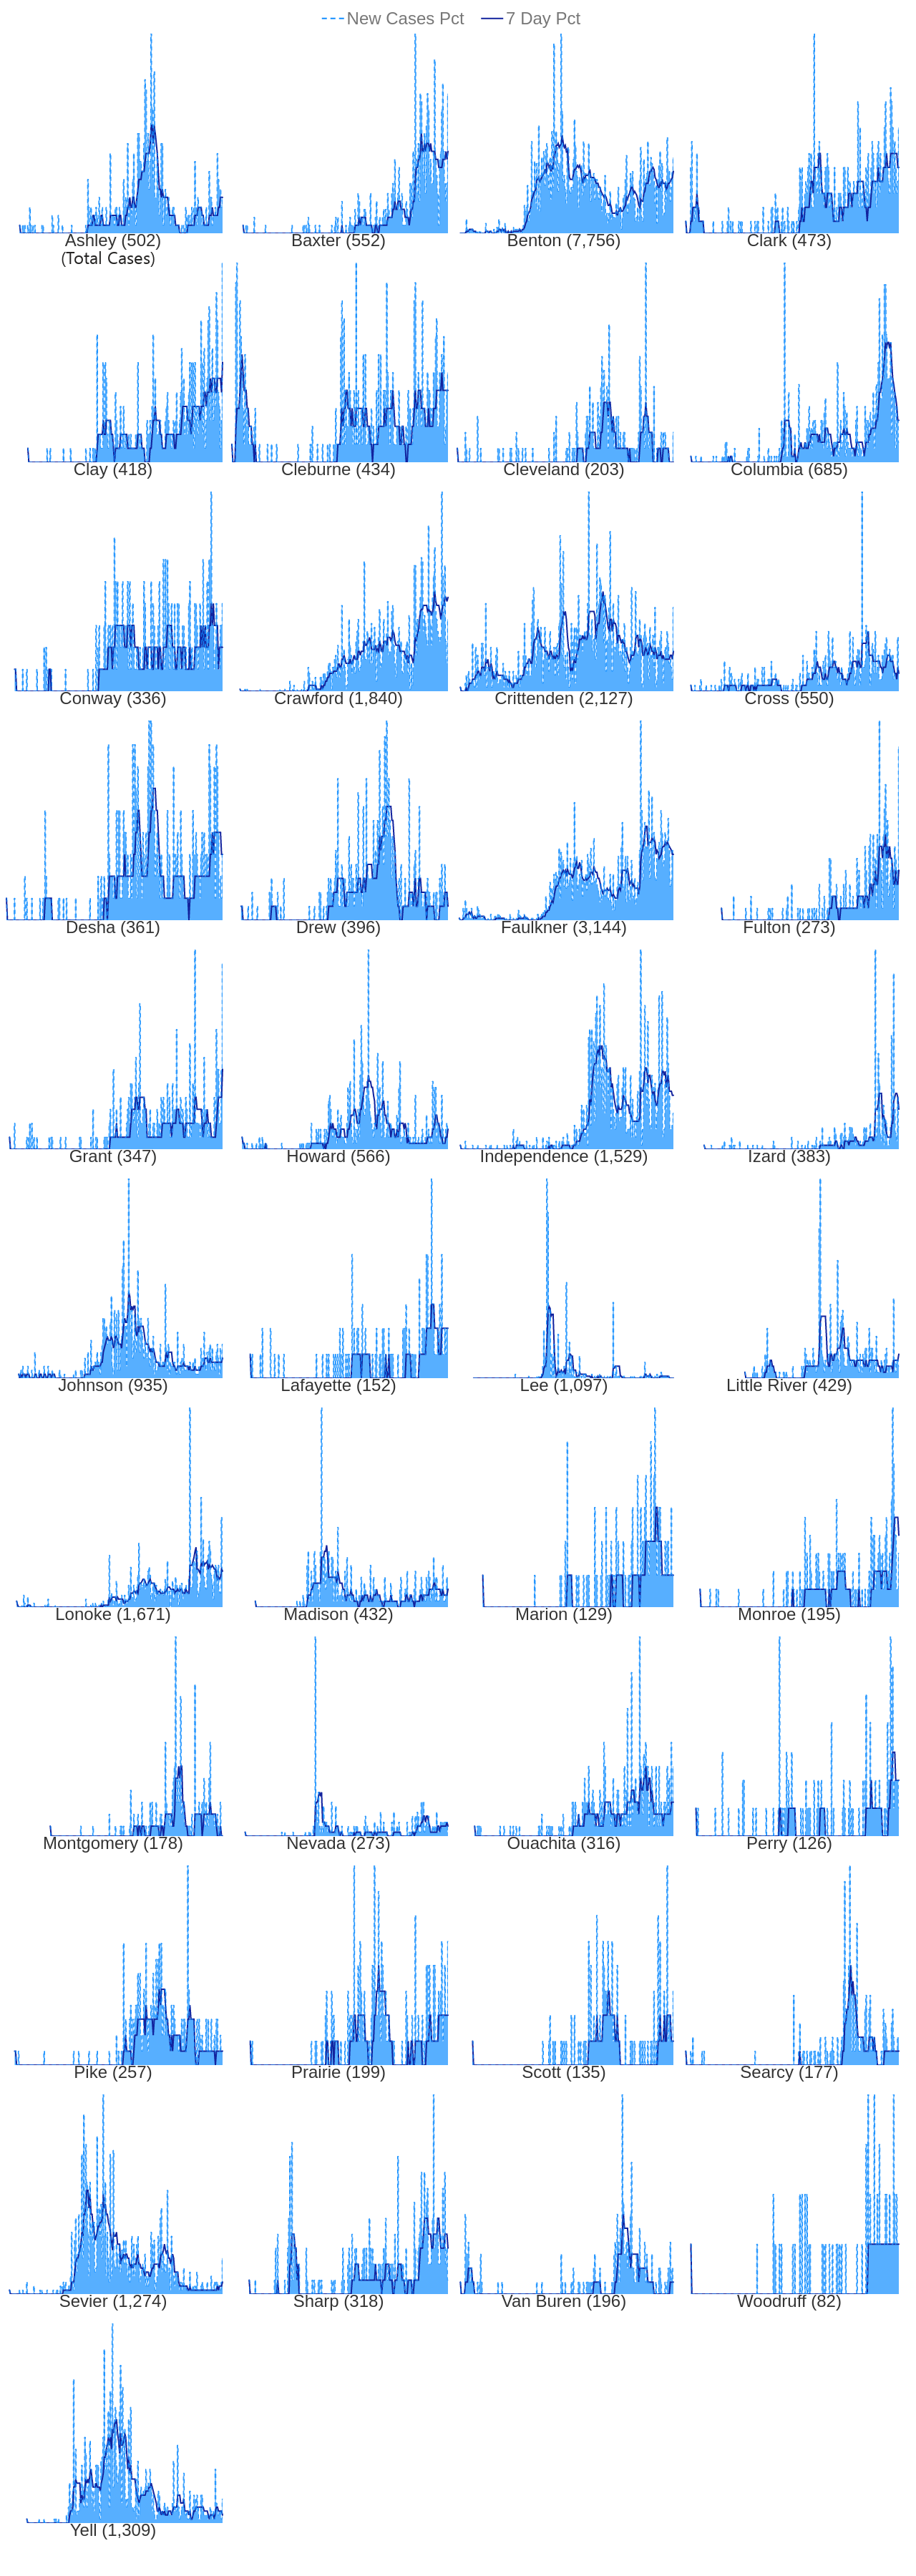 New Cases Pct 7 Day Pct
Ashley (502) Baxter (552) Benton (7,756) Clark (473)
(Total Cases)
Clay (418) Cleburne (434) Cleveland (203) Columbia (685)
Conway (336) Crawford (1,840) Crittenden (2,127) Cross (550)
Desha (361) Drew (396) Faulkner (3,144) Fulton (273)
Grant (347) Howard (566) Independence (1,529) Izard (383)
Johnson (935) Lafayette (152) Lee (1,097) Little River (429)
Lonoke (1,671) Madison (432) Marion (129) Monroe (195)
Montgomery (178) Nevada (273) Ouachita (316) Perry (126)
Pike (257) Prairie (199) Scott (135) Searcy (177)
Sevier (1,274) Sharp (318) Van Buren (196) Woodruff (82)
Yell (1,309)